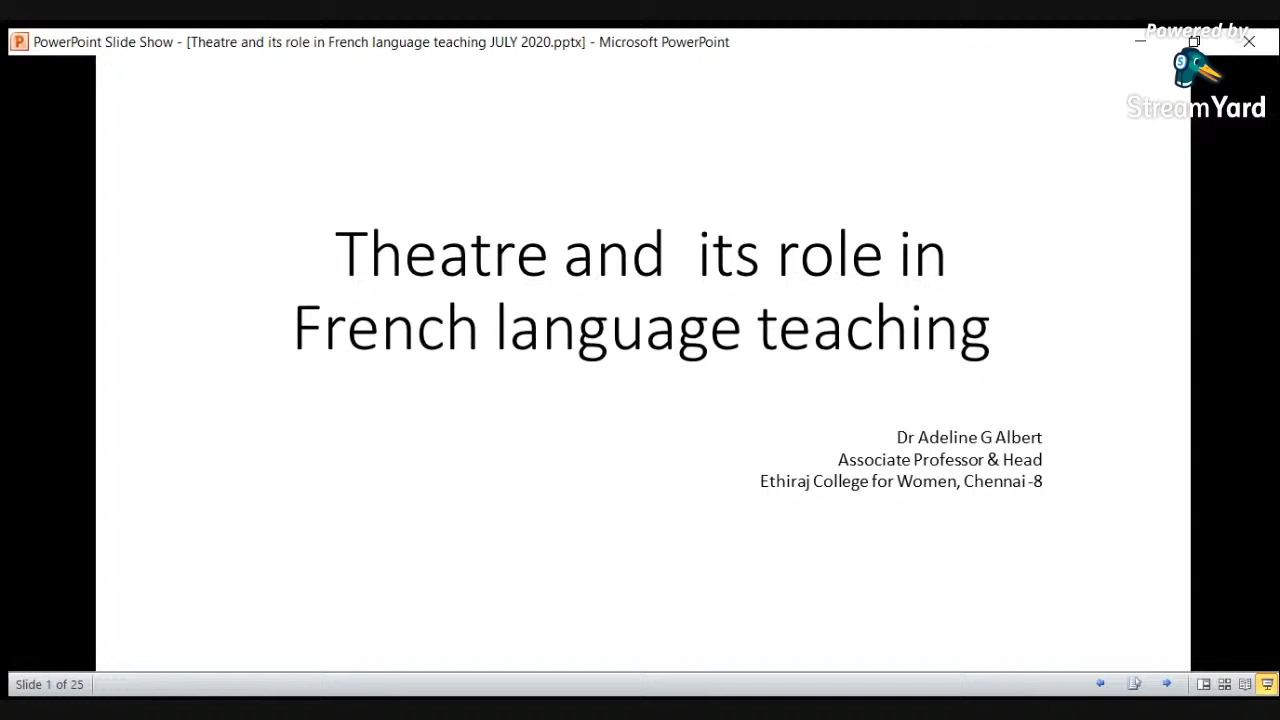 PowerPoint Slide Show - [Theatre and its role in French language teaching JULY 2020.pptx] - Microsoft PowerPoint
Powered by
StreamYard
Theatre and its role in
French language teaching
Dr Adeline G Albert
Associate Professor & Head
Ethiraj College for Women, Chennai -8
Slide 1 of 25